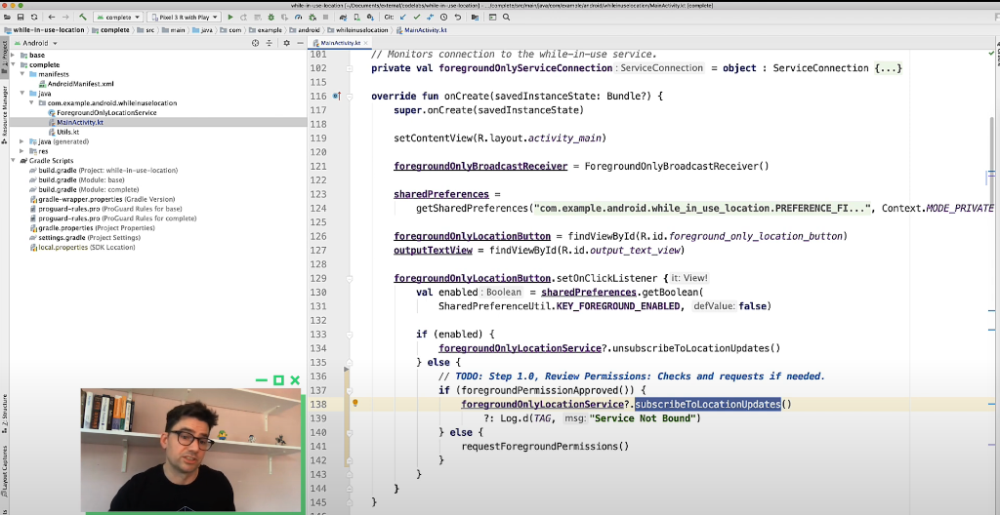 while-in-use-location [~/Documents/external/codelabs/while-in-use-location] - .../complete/src/main/java/com/example/android/whileinuselocation/MainActivity.kt [complete]
complete
Pixel 3 R with Play
Git:
while-in-use-location
complete
src
main
java
com
example
android
whileinuselocation
MainActivity.kt
Android
MainActivity.kt
1: Project
Resource Manager
Z: Structure
Layout Captures
base
complete
manifests
AndroidManifest.xml
java
com.example.android.whileinuselocation
ForegroundOnlyLocationService
MainActivity.kt
Utils.kt
java (generated)
res
Gradle Scripts
build.gradle (Project: while-in-use-location)
build.gradle (Module: base)
build.gradle (Module: complete)
gradle-wrapper.properties (Gradle Version)
proguard-rules.pro (ProGuard Rules for base)
proguard-rules.pro (ProGuard Rules for complete)
gradle.properties (Project Properties)
settings.gradle (Project Settings)
local.properties (SDK Location)
101 // Monitors connection to the while-in-use service.
102 private val foregroundOnlyServiceConnection : ServiceConnection = object : ServiceConnection {...}
115
116 override fun onCreate(savedInstanceState: Bundle?) {
117 super.onCreate(savedInstanceState)
118
119 setContentView(R.layout.activity_main)
120
121 foregroundOnlyBroadcastReceiver = ForegroundOnlyBroadcastReceiver()
122
123 sharedPreferences =
124 getSharedPreferences("com.example.android.while_in_use_location.PREFERENCE_FI...", Context.MODE_PRIVATE
125
126 foregroundOnlyLocationButton = findViewById(R.id.foreground_only_location_button)
127 outputTextView = findViewById(R.id.output_text_view)
128
129 foregroundOnlyLocationButton.setOnClickListener { it: View!
130 val enabled : Boolean = sharedPreferences.getBoolean(
131 SharedPreferenceUtil.KEY_FOREGROUND_ENABLED, defValue: false)
132
133 if (enabled) {
134 foregroundOnlyLocationService?.unsubscribeToLocationUpdates()
135 } else {
136 // TODO: Step 1.0, Review Permissions: Checks and requests if needed.
137 if (foregroundPermissionApproved()) {
138 foregroundOnlyLocationService?.subscribeToLocationUpdates()
139 ?: Log.d(TAG, msg: "Service Not Bound")
140 } else {
141 requestForegroundPermissions()
142 }
143 }
144 }
145 }